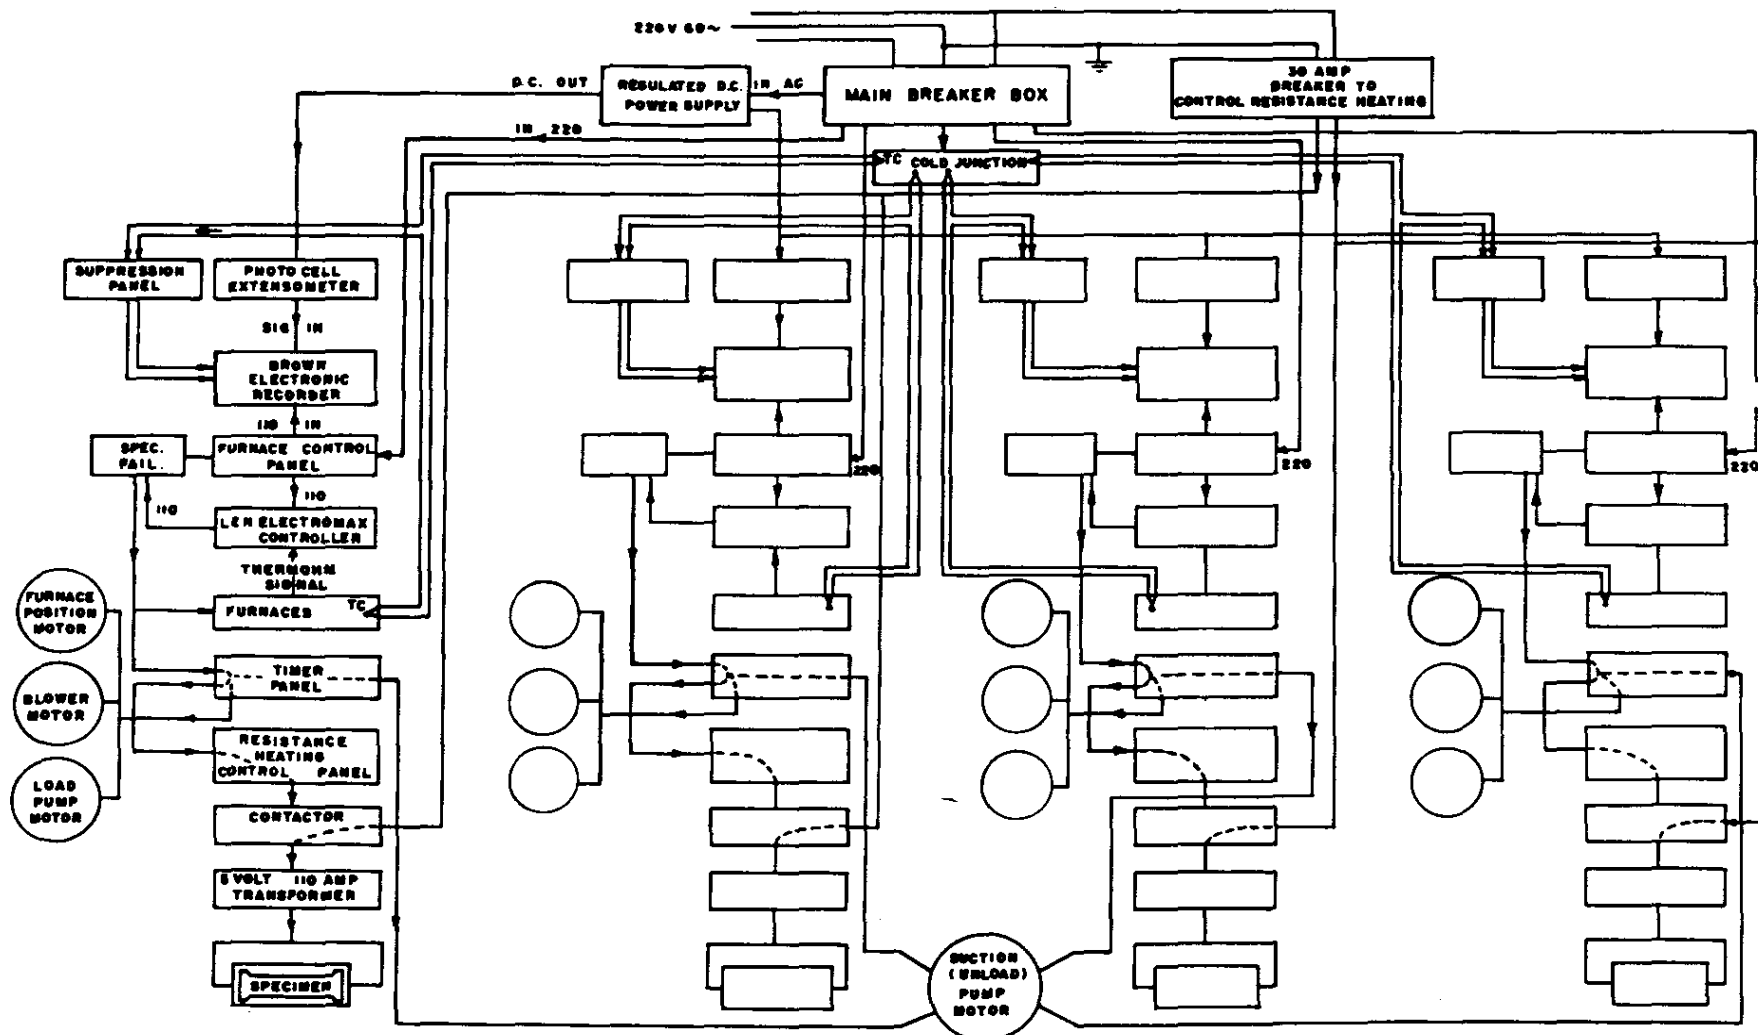 220V 60~
D.C. OUT
REGULATED D.C.
POWER SUPPLY
IN AC
MAIN BREAKER BOX
30 AMP
BREAKER TO
CONTROL RESISTANCE HEATING
IN 220
TC COLD JUNCTION
SUPPRESSION
PANEL
PHOTO CELL
EXTENSOMETER
SIG IN
BROWN
ELECTRONIC
RECORDER
110 IN
SPEC.
FAIL.
FURNACE CONTROL
PANEL
220
220
220
110
110
L&N ELECTROMAX
CONTROLLER
THERMOHM
SIGNAL
FURNACE
POSITION
MOTOR
FURNACES
TC
TIMER
PANEL
BLOWER
MOTOR
RESISTANCE
HEATING
CONTROL PANEL
LOAD
PUMP
MOTOR
CONTACTOR
5 VOLT 110 AMP
TRANSFORMER
SPECIMEN
SUCTION
(UNLOAD)
PUMP
MOTOR